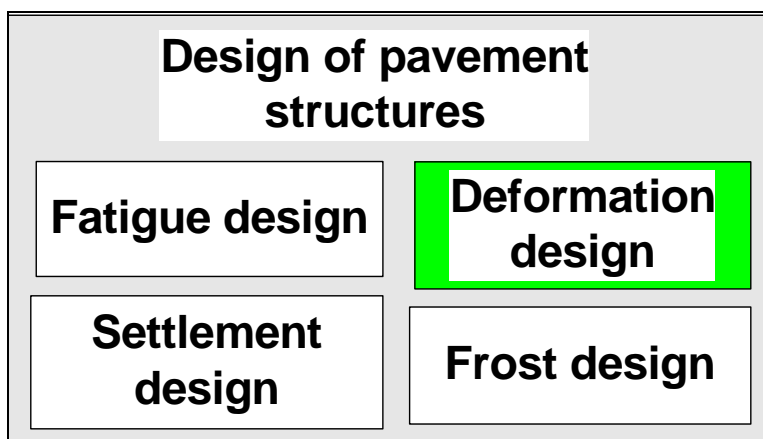 Design of pavement
structures
Fatigue design
Deformation
design
Settlement
design
Frost design